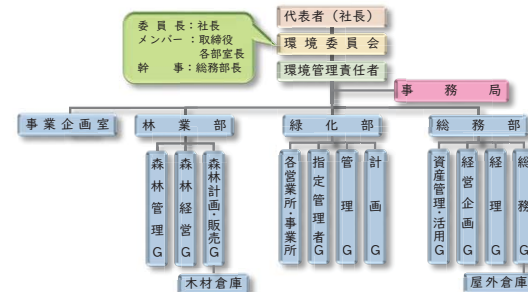 代表者（社長）
委員長：社長
メンバー：取締役
各部室長
幹事：総務部長
環境委員会
環境管理責任者
事務局
事業企画室
林業部
緑化部
総務部
森林管理G
森林経営G
森林計画・販売G
各営業所・事業所
指定管理者G
管理G
計画G
資産管理・活用G
経営企画G
経理G
総務G
木材倉庫
屋外倉庫